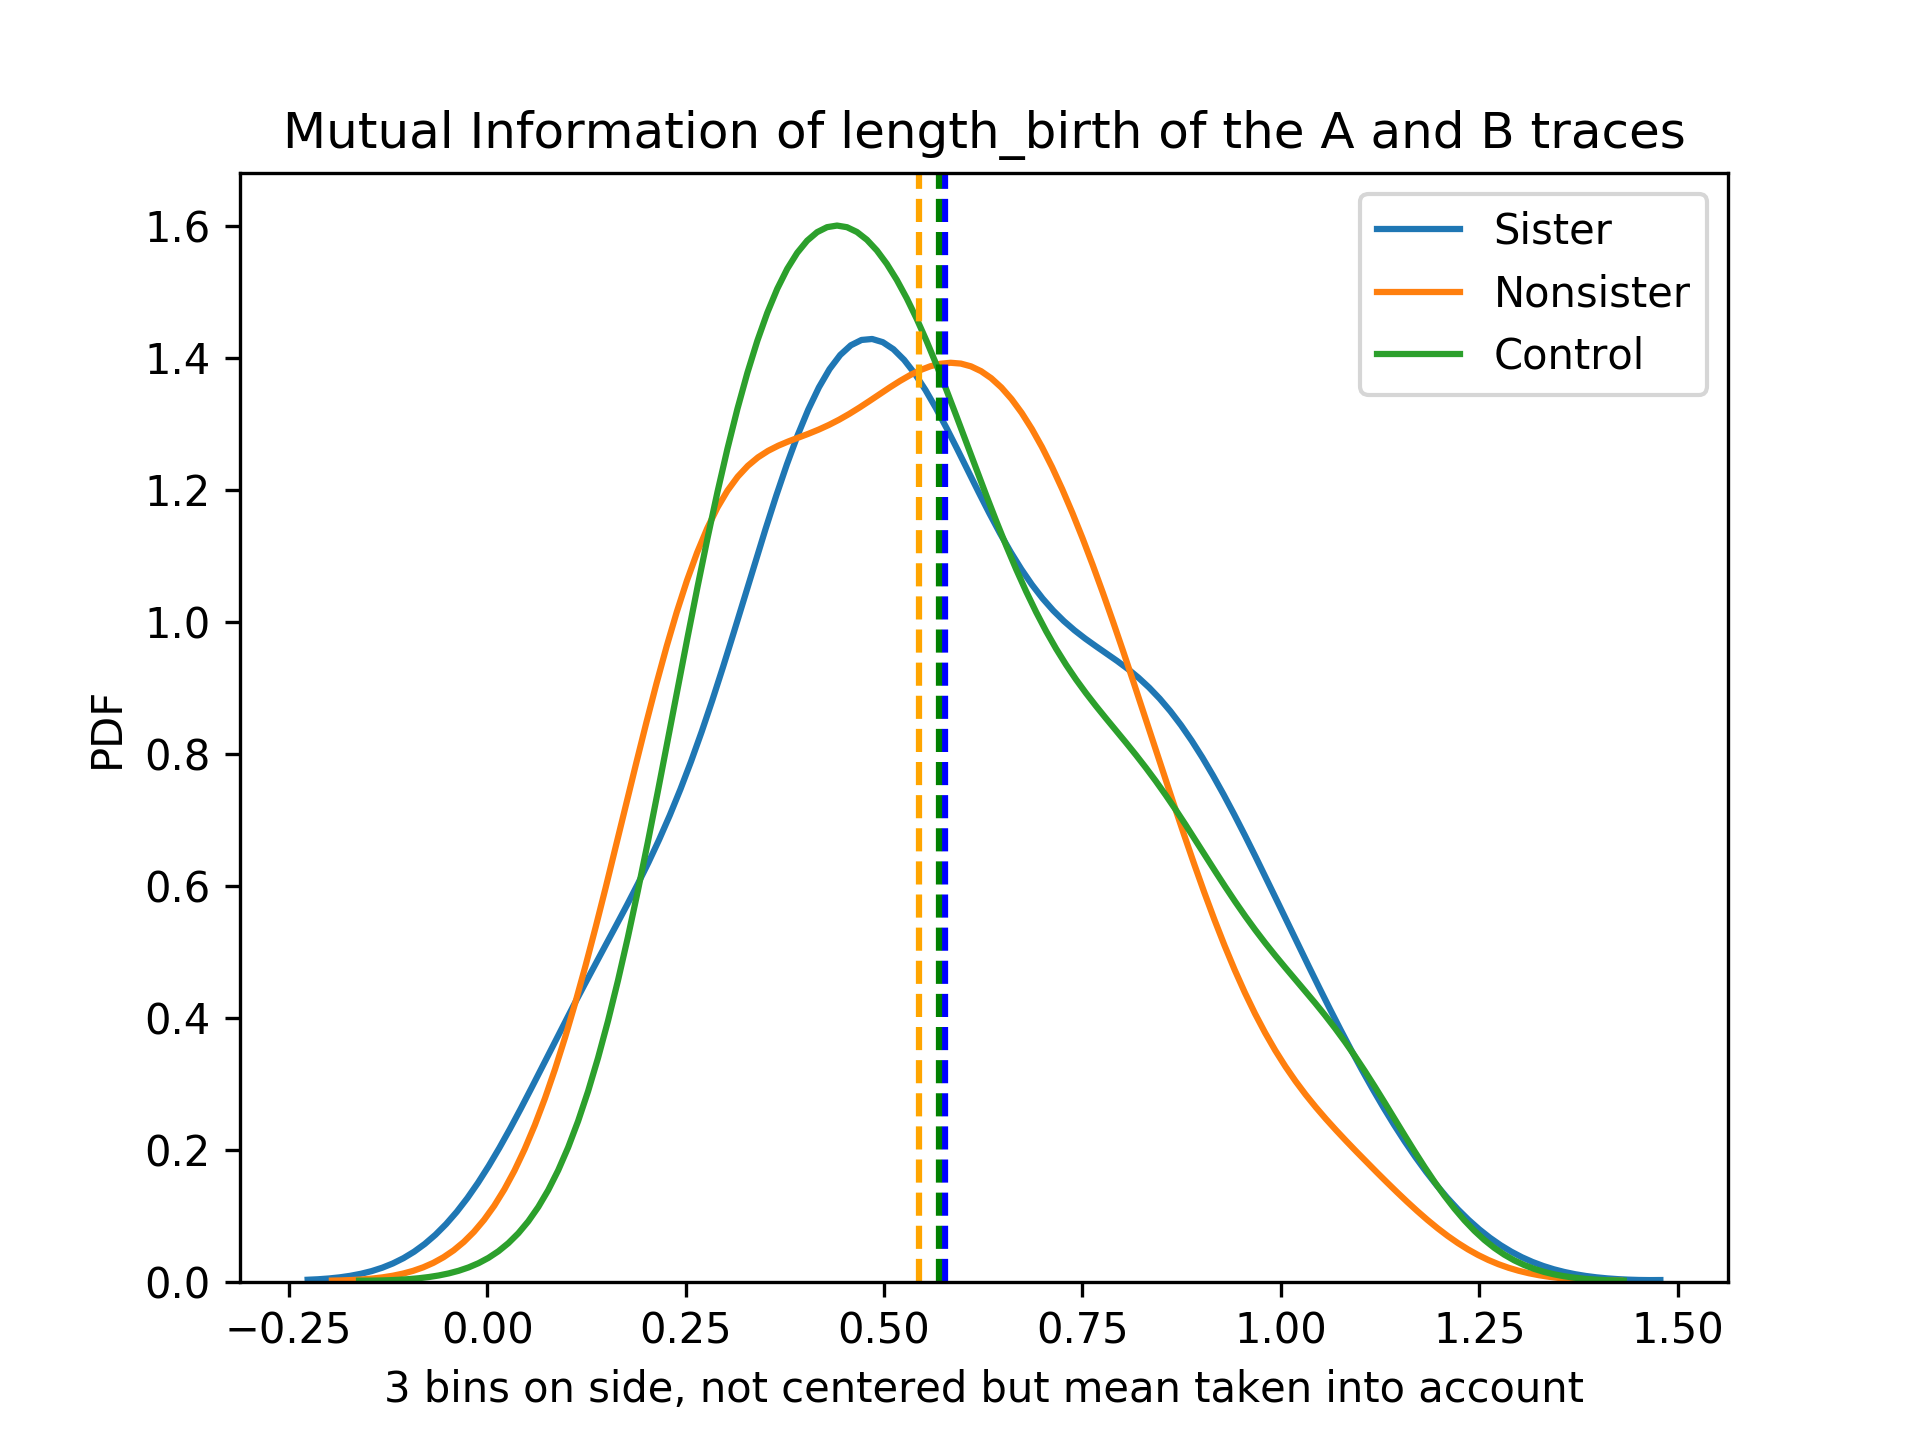 Mutual Information of length_birth of the A and B traces
Sister
Nonsister
Control
PDF
1.6
1.4
1.2
1.0
0.8
0.6
0.4
0.2
0.0
−0.25 0.00 0.25 0.50 0.75 1.00 1.25 1.50
3 bins on side, not centered but mean taken into account